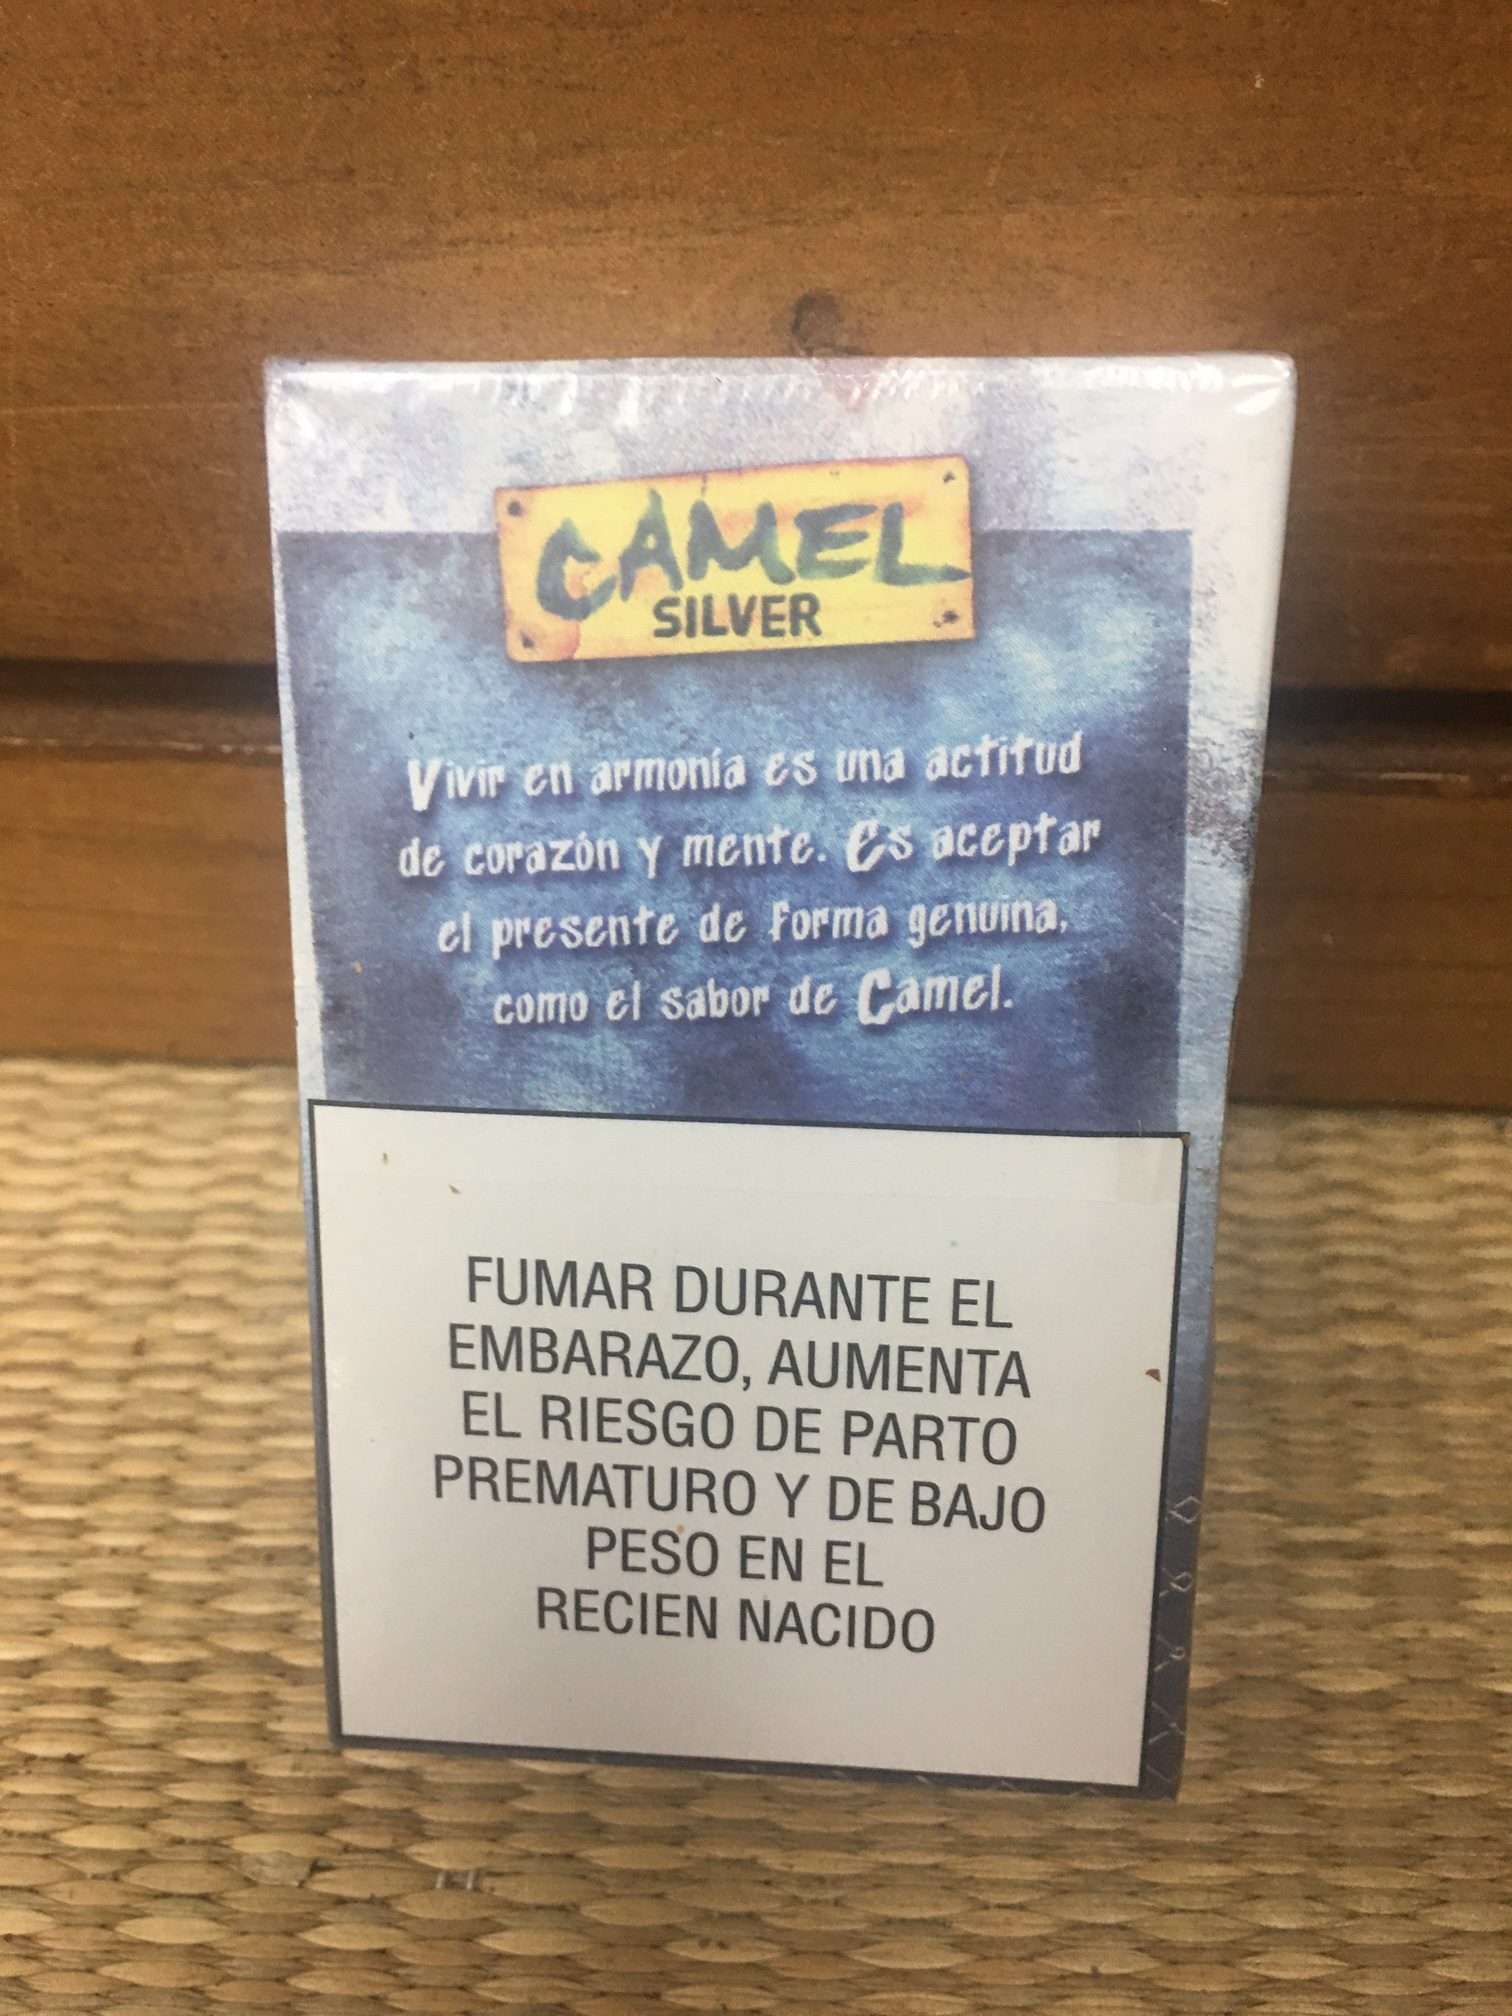 CAMEL
SILVER
Vivir en armonía es una actitud
de corazón y mente. Es aceptar
el presente de forma genuina,
como el sabor de Camel.
FUMAR DURANTE EL
EMBARAZO, AUMENTA
EL RIESGO DE PARTO
PREMATURO Y DE BAJO
PESO EN EL
RECIEN NACIDO